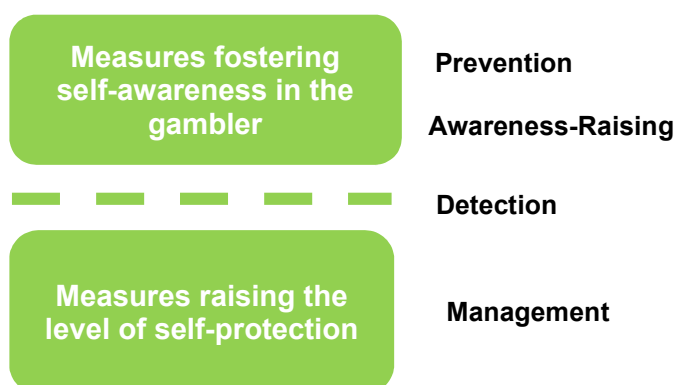 Measures fostering
self-awareness in the
gambler
Prevention
Awareness-Raising
Detection
Measures raising the
level of self-protection
Management